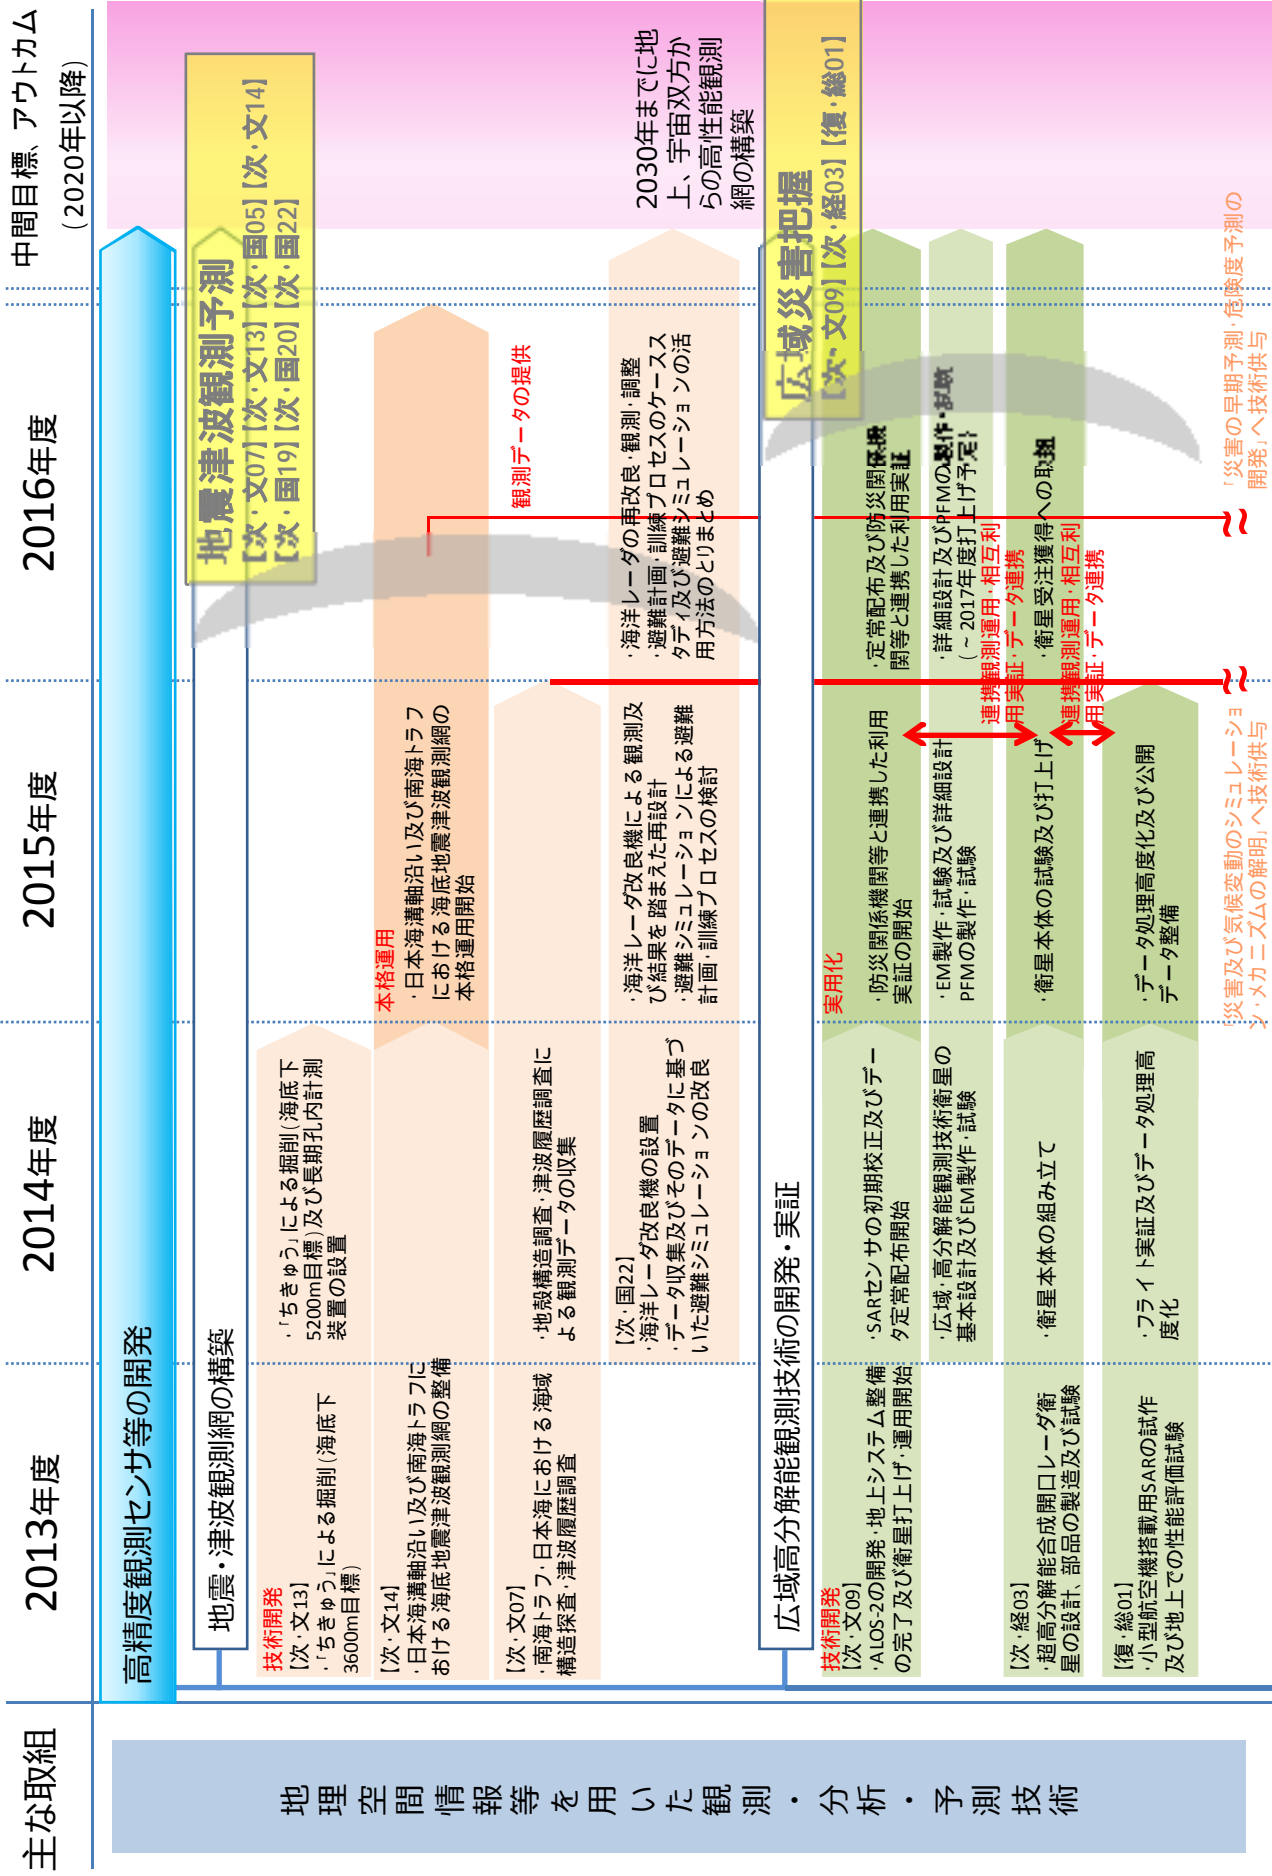 主な取組
2013年度
2014年度
2015年度
2016年度
中間目標、アウトカム
(2020年以降)
地理空間情報等を用いた観測・分析・予測技術
高精度観測センサ等の開発
地震・津波観測網の構築
地震津波観測予測
【次・文07】【次・文13】【次・国05】【次・文14】
【次・国19】【次・国20】【次・国22】
技術開発
【次・文13】
・「ちきゅう」による掘削(海底下
3600m目標)
・「ちきゅう」による掘削(海底下
5200m目標)及び長期孔内計測
装置の設置
【次・文14】
・日本海溝軸沿い及び南海トラフに
おける海底地震津波観測網の整備
本格運用
・日本海溝軸沿い及び南海トラフ
における海底地震津波観測網の
本格運用開始
観測データの提供
【次・文07】
・南海トラフ・日本海における海域
構造探査・津波履歴調査
・地殻構造調査・津波履歴調査に
よる観測データの収集
【次・国22】
・海洋レーダ改良機の設置
・データ収集及びそのデータに基づ
いた避難シミュレーションの改良
・海洋レーダ改良機による観測及
び結果を踏まえた再設計
・避難シミュレーションによる避難
計画・訓練プロセスの検討
・海洋レーダの再改良・観測・調整
・避難計画・訓練プロセスのケースス
タディ及び避難シミュレーションの活
用方法のとりまとめ
2030年までに地
上、宇宙双方か
らの高性能観測
網の構築
広域高分解能観測技術の開発・実証
広域災害把握
【次・文09】【次・経03】【復・総01】
技術開発
【次・文09】
・ALOS-2の開発・地上システム整備
の完了及び衛星打上げ・運用開始
・SARセンサの初期校正及びデー
タ定常配布開始
実用化
・防災関係機関等と連携した利用
実証の開始
・定常配布及び防災関係機
関等と連携した利用実証
・広域・高分解能観測技術衛星の
基本設計及びEM製作・試験
・EM製作・試験及び詳細設計
PFMの製作・試験
・詳細設計及びPFMの製作・試験
(~2017年度打上げ予定)
連携観測運用・相互利
用実証・データ連携
【次・経03】
・超高分解能合成開口レーダ衛
星の設計、部品の製造及び試験
・衛星本体の組み立て
・衛星本体の試験及び打上げ
・衛星受注獲得への取組
連携観測運用・相互利
用実証・データ連携
【復・総01】
・小型航空機搭載用SARの試作
及び地上での性能評価試験
・フライト実証及びデータ処理高
度化
・データ処理高度化及び公開
データ整備
「災害及び気候変動のシミュレーショ
ン・メカニズムの解明」へ技術供与
「災害の早期予測・危険度予測の
開発」へ技術供与